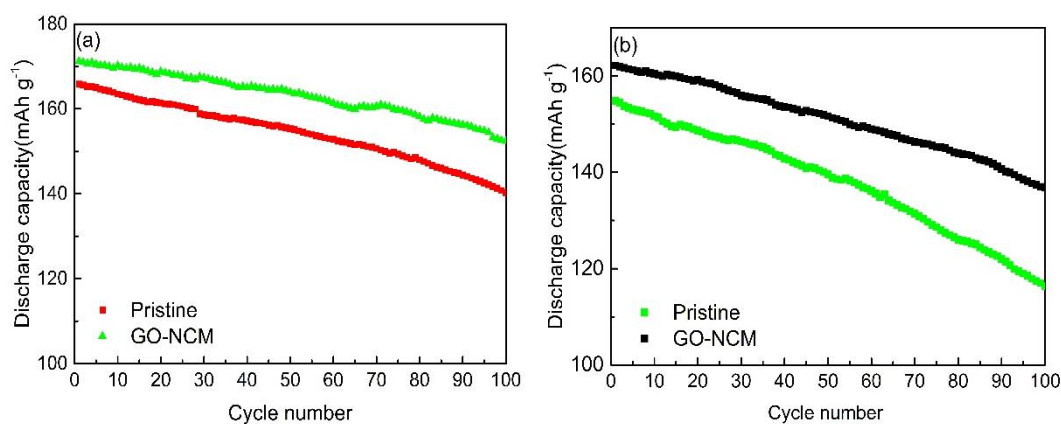 (a)
Discharge capacity(mAh g⁻¹)
180
160
140
120
100
Pristine
GO-NCM
0 10 20 30 40 50 60 70 80 90 100
Cycle number
(b)
Discharge capacity(mAh g⁻¹)
160
140
120
100
Pristine
GO-NCM
0 10 20 30 40 50 60 70 80 90 100
Cycle number